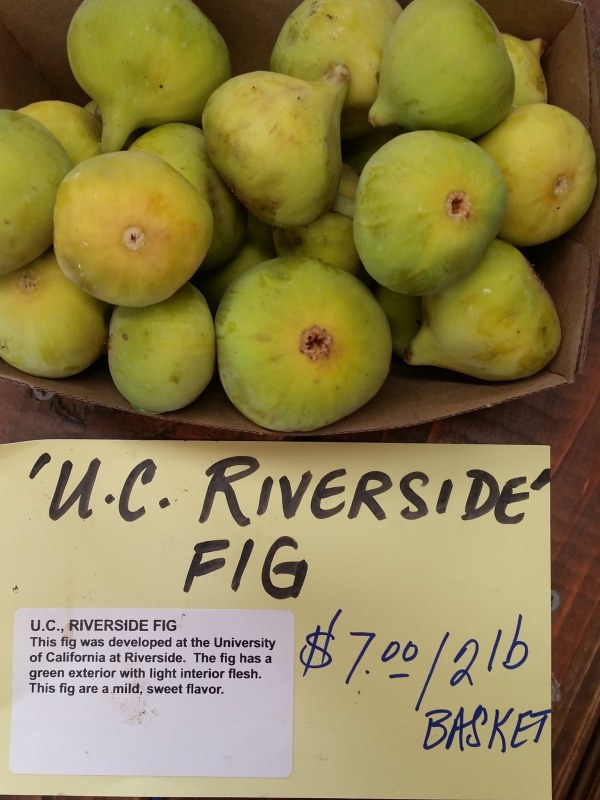 'U.C. RIVERSIDE'
FIG
U.C., RIVERSIDE FIG
This fig was developed at the University
of California at Riverside. The fig has a
green exterior with light interior flesh.
This fig are a mild, sweet flavor.
$7.00/2lb
BASKET